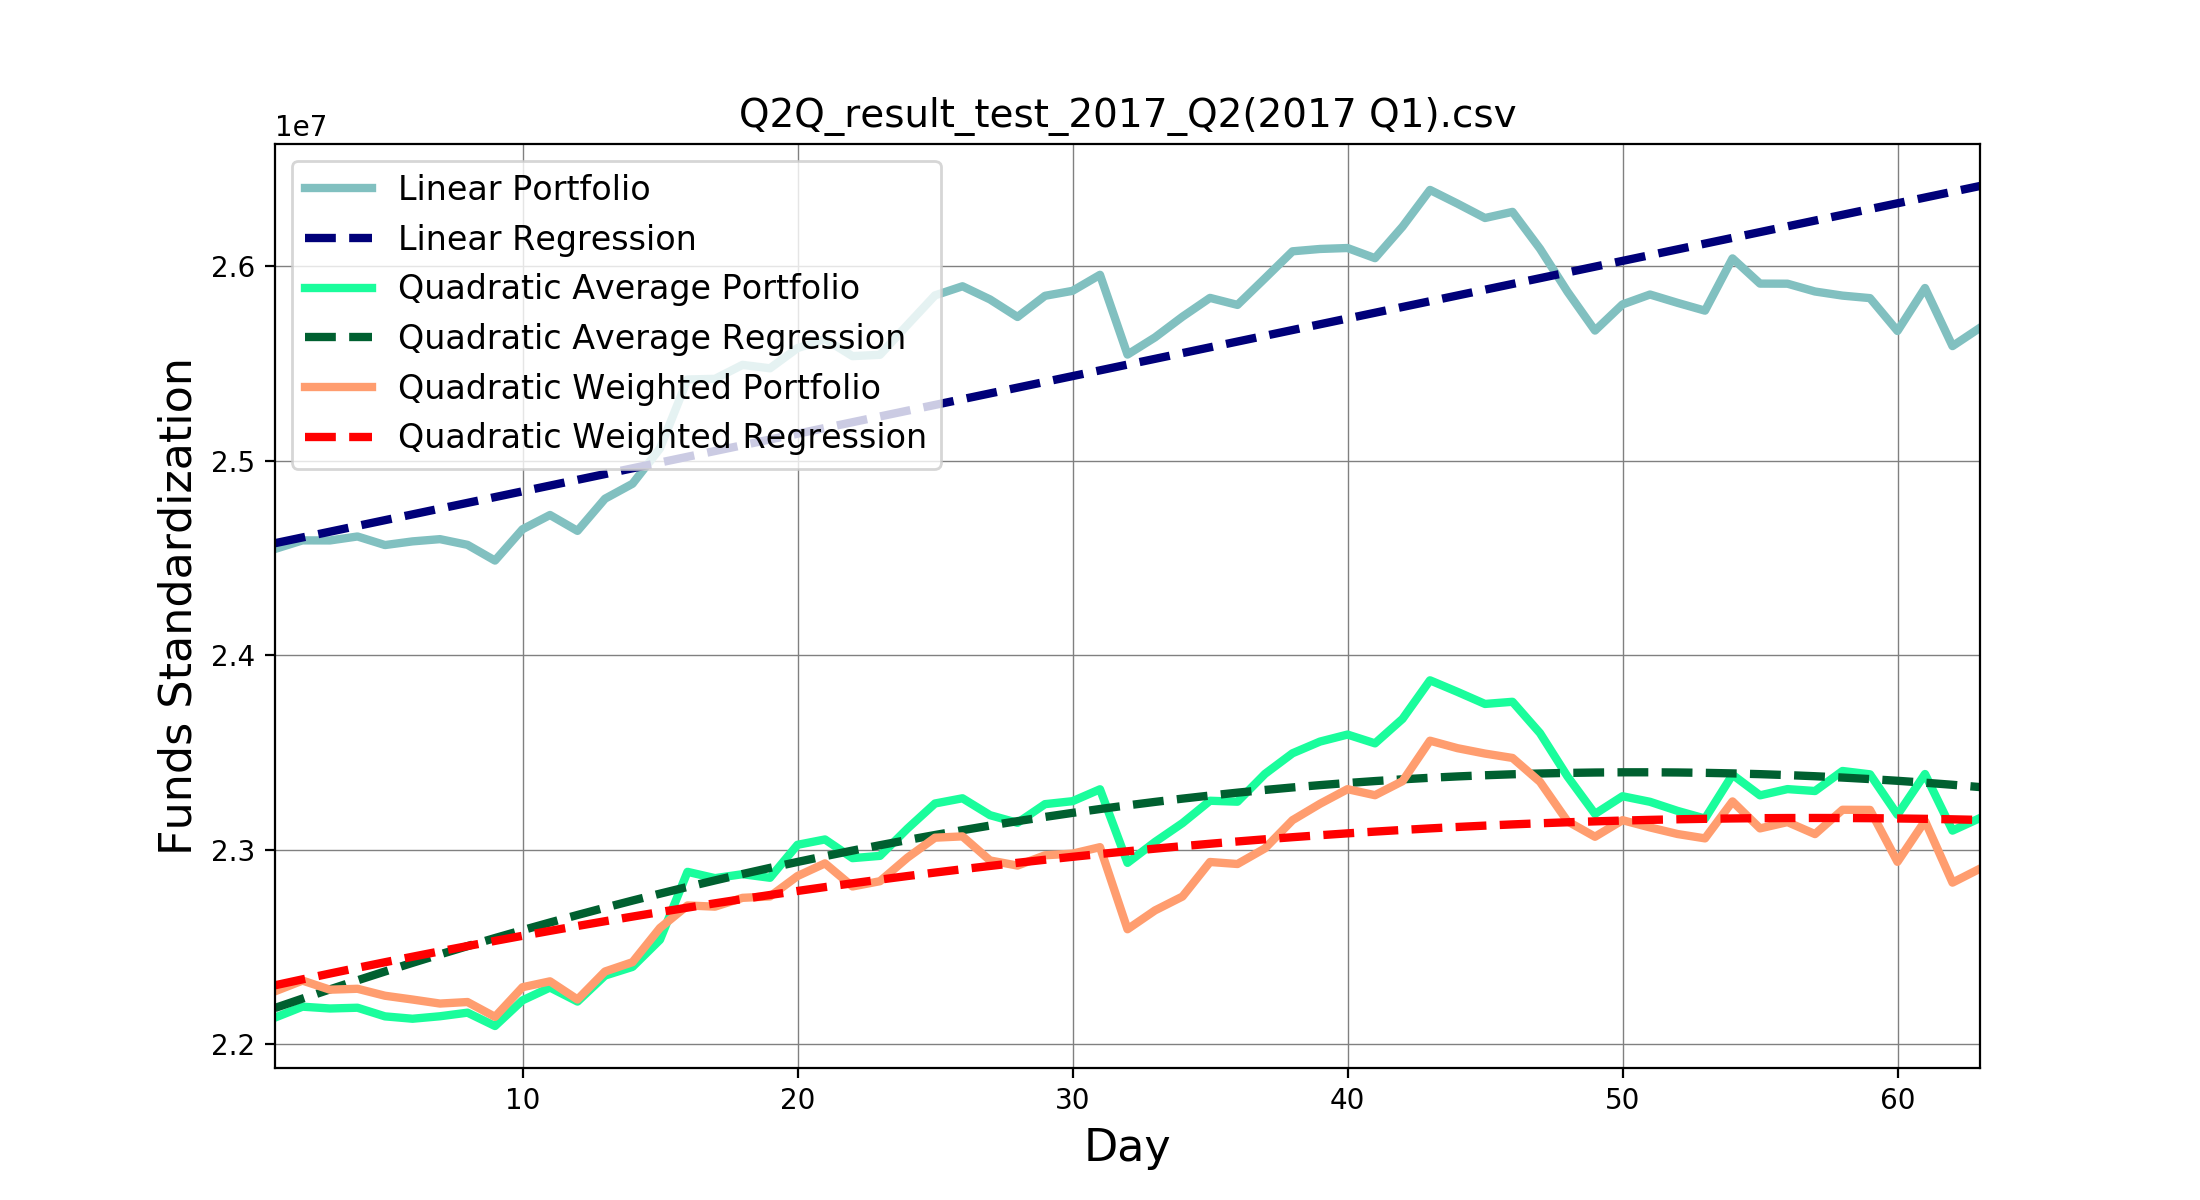 Q2Q_result_test_2017_Q2(2017 Q1).csv
1e7
Linear Portfolio
Linear Regression
Quadratic Average Portfolio
Quadratic Average Regression
Quadratic Weighted Portfolio
Quadratic Weighted Regression
2.6
2.5
2.4
2.3
2.2
Funds Standardization
10 20 30 40 50 60
Day